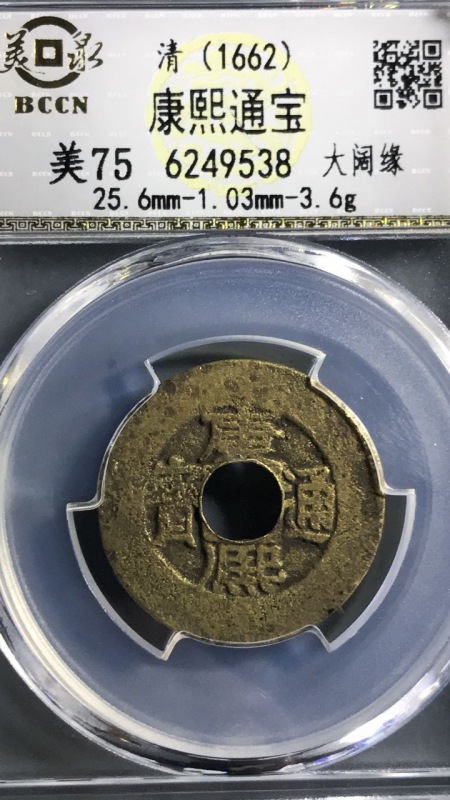 美泉
BCCN
清（1662）
康熙通宝
美75 6249538 大阔缘
25.6mm-1.03mm-3.6g
康
寶 通
熙